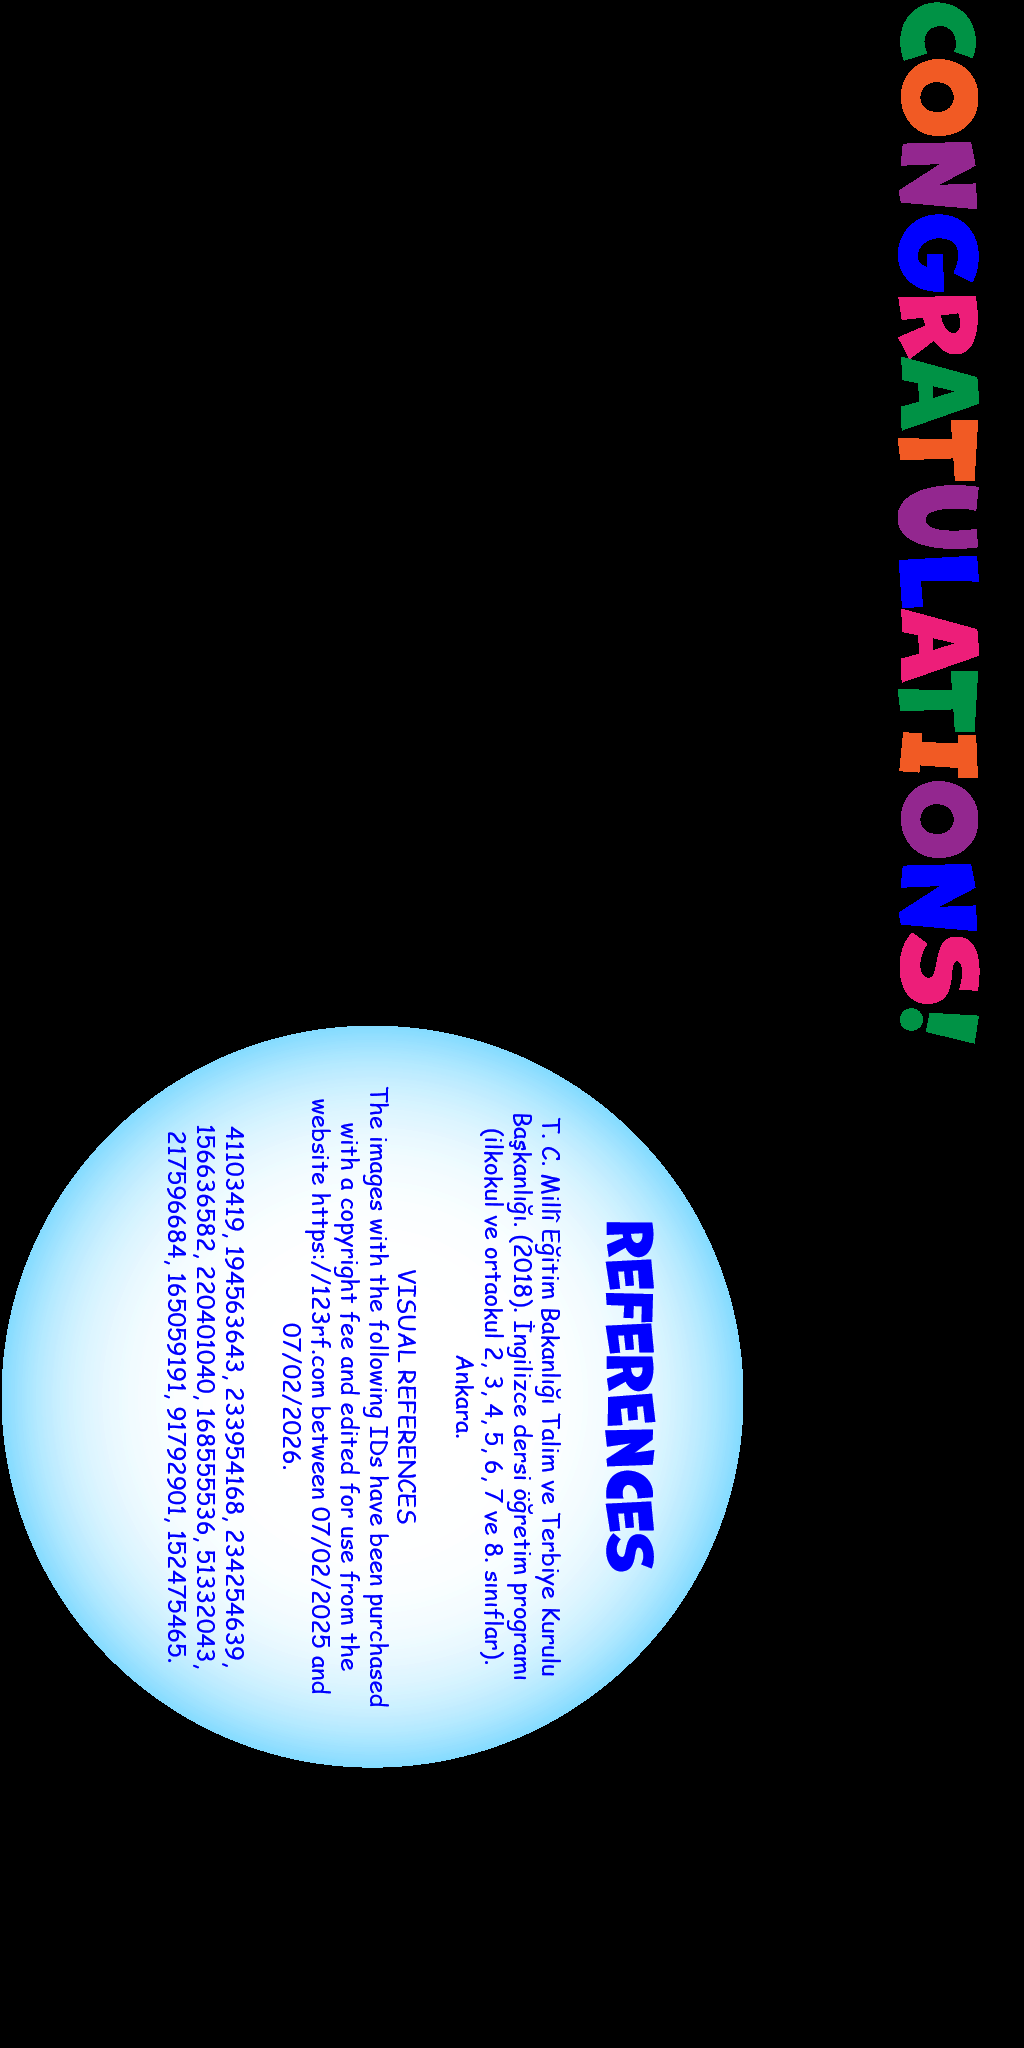 CONGRATULATIONS!
REFERENCES
T. C. Millî Eğitim Bakanlığı Talim ve Terbiye Kurulu
Başkanlığı. (2018). İngilizce dersi öğretim programı
(ilkokul ve ortaokul 2, 3, 4, 5, 6, 7 ve 8. sınıflar).
Ankara.
VISUAL REFERENCES
The images with the following IDs have been purchased
with a copyright fee and edited for use from the
website https://123rf.com between 07/02/2025 and
07/02/2026.
41103419, 194563643, 233954168, 234254639,
156636582, 220401040, 168555536, 51332043 ,
217596684, 165059191, 91792901, 152475465.